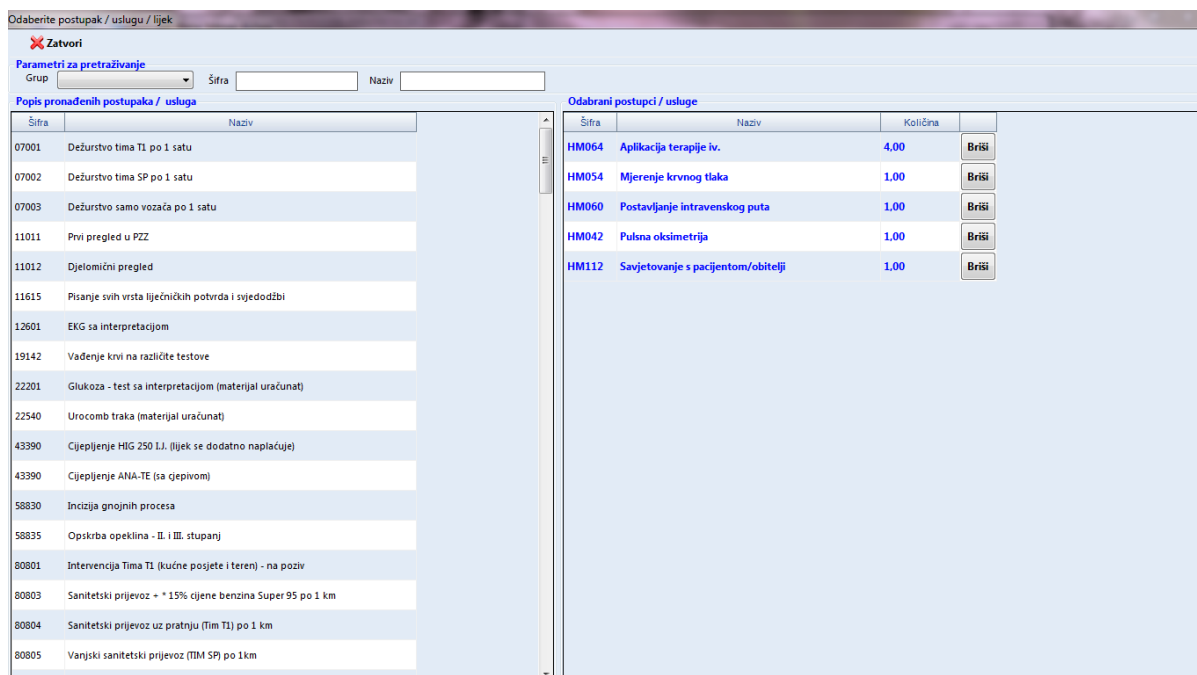 Odaberite postupak / uslugu / lijek
Zatvori
Parametri za pretraživanje
Grup Šifra Naziv
Popis pronađenih postupaka / usluga
Šifra Naziv
07001 Dežurstvo tima T1 po 1 satu
07002 Dežurstvo tima SP po 1 satu
07003 Dežurstvo samo vozača po 1 satu
11011 Prvi pregled u PZZ
11012 Djelomični pregled
11615 Pisanje svih vrsta liječničkih potvrda i svjedodžbi
12601 EKG sa interpretacijom
19142 Vađenje krvi na različite testove
22201 Glukoza - test sa interpretacijom (materijal uračunat)
22540 Urocomb traka (materijal uračunat)
43390 Cijepljenje HIG 250 I.J. (lijek se dodatno naplaćuje)
43390 Cijepljenje ANA-TE (sa cjepivom)
58830 Incizija gnojnih procesa
58835 Opskrba opeklina - II. i III. stupanj
80801 Intervencija Tima T1 (kućne posjete i teren) - na poziv
80803 Sanitetski prijevoz + * 15% cijene benzina Super 95 po 1 km
80804 Sanitetski prijevoz uz pratnju (Tim T1) po 1 km
80805 Vanjski sanitetski prijevoz (TIM SP) po 1km
Odabrani postupci / usluge
Šifra Naziv Količina
HM064 Aplikacija terapije iv. 4,00 Briši
HM054 Mjerenje krvnog tlaka 1,00 Briši
HM060 Postavljanje intravenskog puta 1,00 Briši
HM042 Pulsna oksimetrija 1,00 Briši
HM112 Savjetovanje s pacijentom/obitelji 1,00 Briši